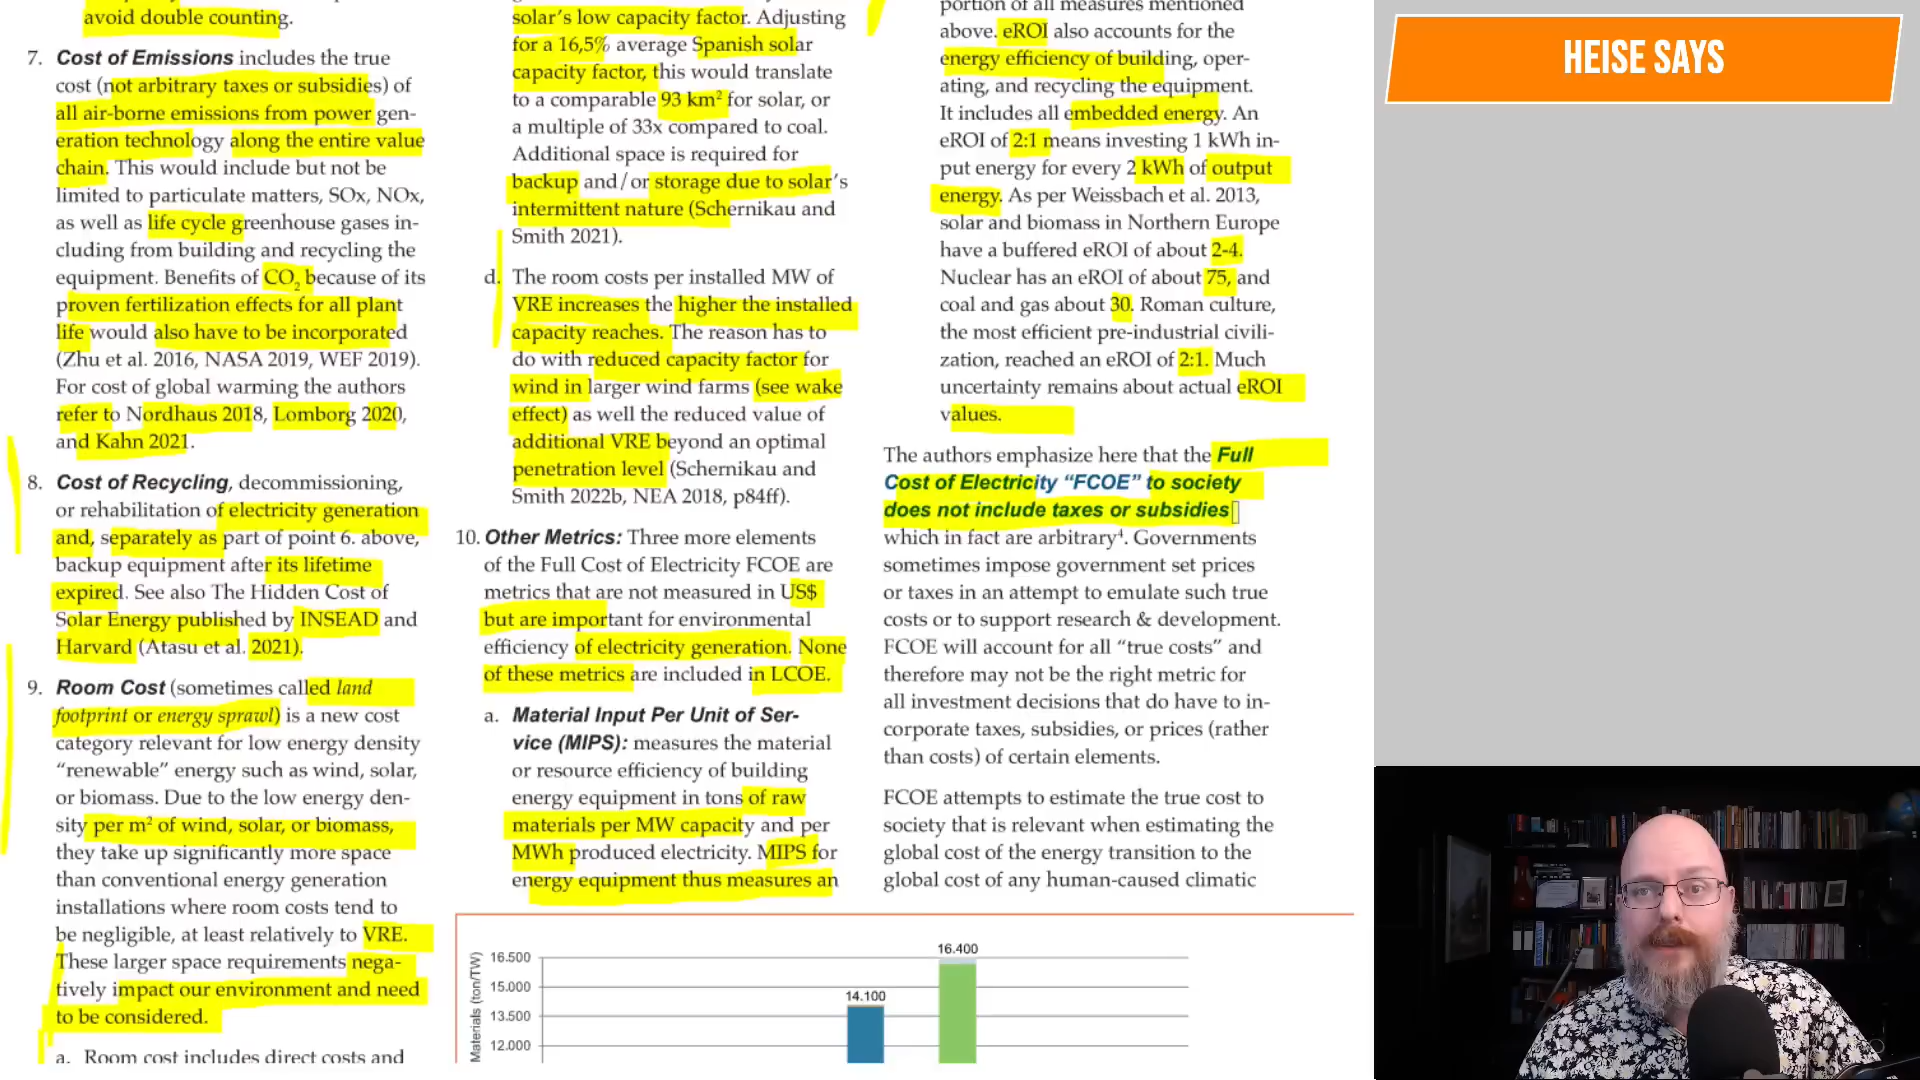 avoid double counting.
7. Cost of Emissions includes the true
cost (not arbitrary taxes or subsidies) of
all air-borne emissions from power gen-
eration technology along the entire value
chain. This would include but not be
limited to particulate matters, SOx, NOx,
as well as life cycle greenhouse gases in-
cluding from building and recycling the
equipment. Benefits of CO₂ because of its
proven fertilization effects for all plant
life would also have to be incorporated
(Zhu et al. 2016, NASA 2019, WEF 2019).
For cost of global warming the authors
refer to Nordhaus 2018, Lomborg 2020,
and Kahn 2021.
8. Cost of Recycling, decommissioning,
or rehabilitation of electricity generation
and, separately as part of point 6. above,
backup equipment after its lifetime
expired. See also The Hidden Cost of
Solar Energy published by INSEAD and
Harvard (Atasu et al. 2021).
9. Room Cost (sometimes called land
footprint or energy sprawl) is a new cost
category relevant for low energy density
“renewable” energy such as wind, solar,
or biomass. Due to the low energy den-
sity per m² of wind, solar, or biomass,
they take up significantly more space
than conventional energy generation
installations where room costs tend to
be negligible, at least relatively to VRE.
These larger space requirements nega-
tively impact our environment and need
to be considered.
a. Room cost includes direct costs and
solar’s low capacity factor. Adjusting
for a 16,5% average Spanish solar
capacity factor, this would translate
to a comparable 93 km² for solar, or
a multiple of 33x compared to coal.
Additional space is required for
backup and/or storage due to solar’s
intermittent nature (Schernikau and
Smith 2021).
d. The room costs per installed MW of
VRE increases the higher the installed
capacity reaches. The reason has to
do with reduced capacity factor for
wind in larger wind farms (see wake
effect) as well the reduced value of
additional VRE beyond an optimal
penetration level (Schernikau and
Smith 2022b, NEA 2018, p84ff).
10. Other Metrics: Three more elements
of the Full Cost of Electricity FCOE are
metrics that are not measured in US$
but are important for environmental
efficiency of electricity generation. None
of these metrics are included in LCOE.
a. Material Input Per Unit of Ser-
vice (MIPS): measures the material
or resource efficiency of building
energy equipment in tons of raw
materials per MW capacity and per
MWh produced electricity. MIPS for
energy equipment thus measures an
portion of all measures mentioned
above. eROI also accounts for the
energy efficiency of building, oper-
ating, and recycling the equipment.
It includes all embedded energy. An
eROI of 2:1 means investing 1 kWh in-
put energy for every 2 kWh of output
energy. As per Weissbach et al. 2013,
solar and biomass in Northern Europe
have a buffered eROI of about 2-4.
Nuclear has an eROI of about 75, and
coal and gas about 30. Roman culture,
the most efficient pre-industrial civili-
zation, reached an eROI of 2:1. Much
uncertainty remains about actual eROI
values.
The authors emphasize here that the Full
Cost of Electricity “FCOE” to society
does not include taxes or subsidies
which in fact are arbitrary⁴. Governments
sometimes impose government set prices
or taxes in an attempt to emulate such true
costs or to support research & development.
FCOE will account for all “true costs” and
therefore may not be the right metric for
all investment decisions that do have to in-
corporate taxes, subsidies, or prices (rather
than costs) of certain elements.
FCOE attempts to estimate the true cost to
society that is relevant when estimating the
global cost of the energy transition to the
global cost of any human-caused climatic
Materials (ton/TW)
16.500
15.000
13.500
12.000
14.100
16.400
HEISE SAYS